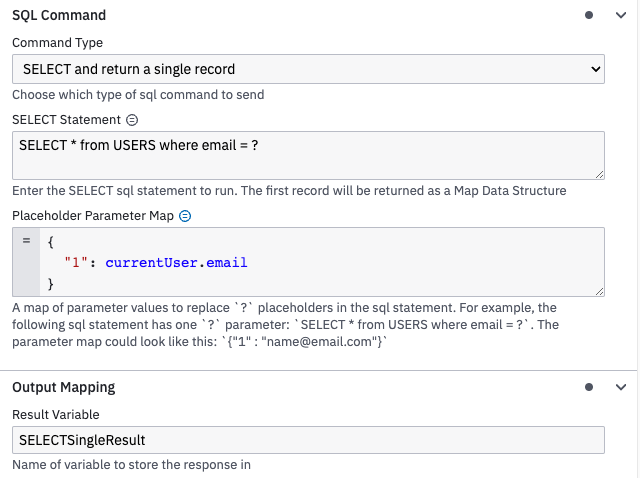 SQL Command
Command Type
SELECT and return a single record
Choose which type of sql command to send
SELECT Statement
SELECT * from USERS where email = ?
Enter the SELECT sql statement to run. The first record will be returned as a Map Data Structure
Placeholder Parameter Map
= {
"1": currentUser.email
}
A map of parameter values to replace `?` placeholders in the sql statement. For example, the
following sql statement has one `?` parameter: `SELECT * from USERS where email = ?`. The
parameter map could look like this: `{"1" : "name@email.com"}`
Output Mapping
Result Variable
SELECTSingleResult
Name of variable to store the response in